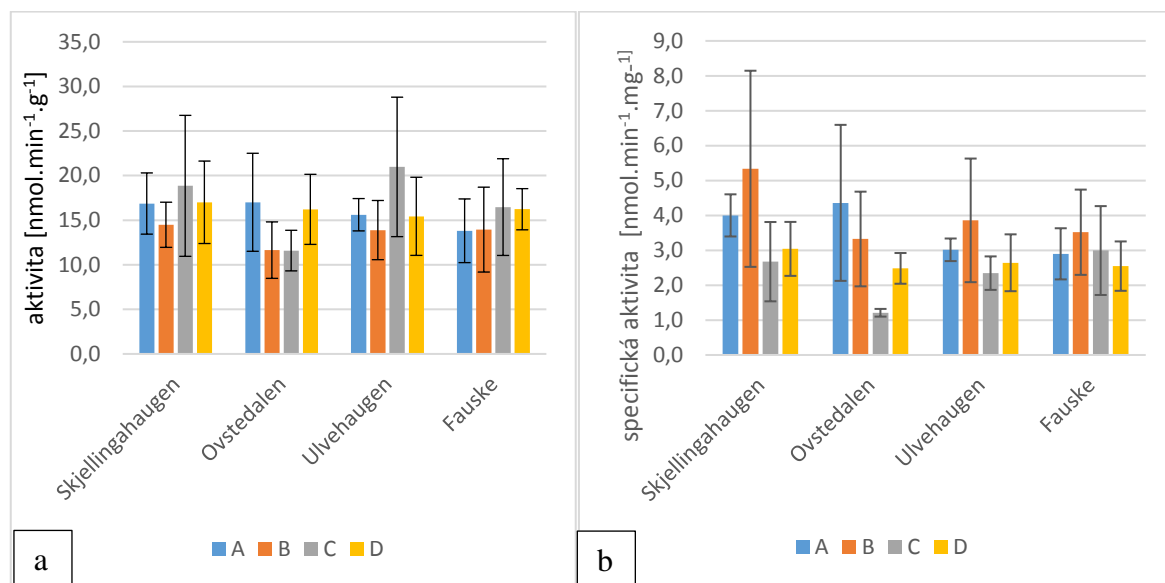 aktivita [nmol.min⁻¹.g⁻¹]
35,0
30,0
25,0
20,0
15,0
10,0
5,0
0,0
Skjellingahaugen
Ovstedalen
Ulvehaugen
Fauske
A B C D
a
specifická aktivita [nmol.min⁻¹.mg-¹]
9,0
8,0
7,0
6,0
5,0
4,0
3,0
2,0
1,0
0,0
Skjellingahaugen
Ovstedalen
Ulvehaugen
Fauske
A B C D
b